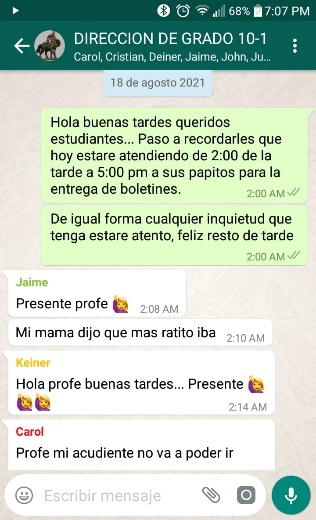 68% 7:07 PM
DIRECCION DE GRADO 10-1
Carol, Cristian, Deiner, Jaime, John, Ju...
18 de agosto 2021
Hola buenas tardes queridos
estudiantes... Paso a recordarles que
hoy estare atendiendo de 2:00 de la
tarde a 5:00 pm a sus papitos para la
entrega de boletines.
2:00 AM
De igual forma cualquier inquietud que
tenga estare atento, feliz resto de tarde
2:00 AM
Jaime
Presente profe 🙋‍♀️ 2:08 AM
Mi mama dijo que mas ratito iba 2:10 AM
Keiner
Hola profe buenas tardes... Presente 🙋‍♀️
🙋‍♀️🙋‍♀️ 2:14 AM
Carol
Profe mi acudiente no va a poder ir
Escribir mensaje